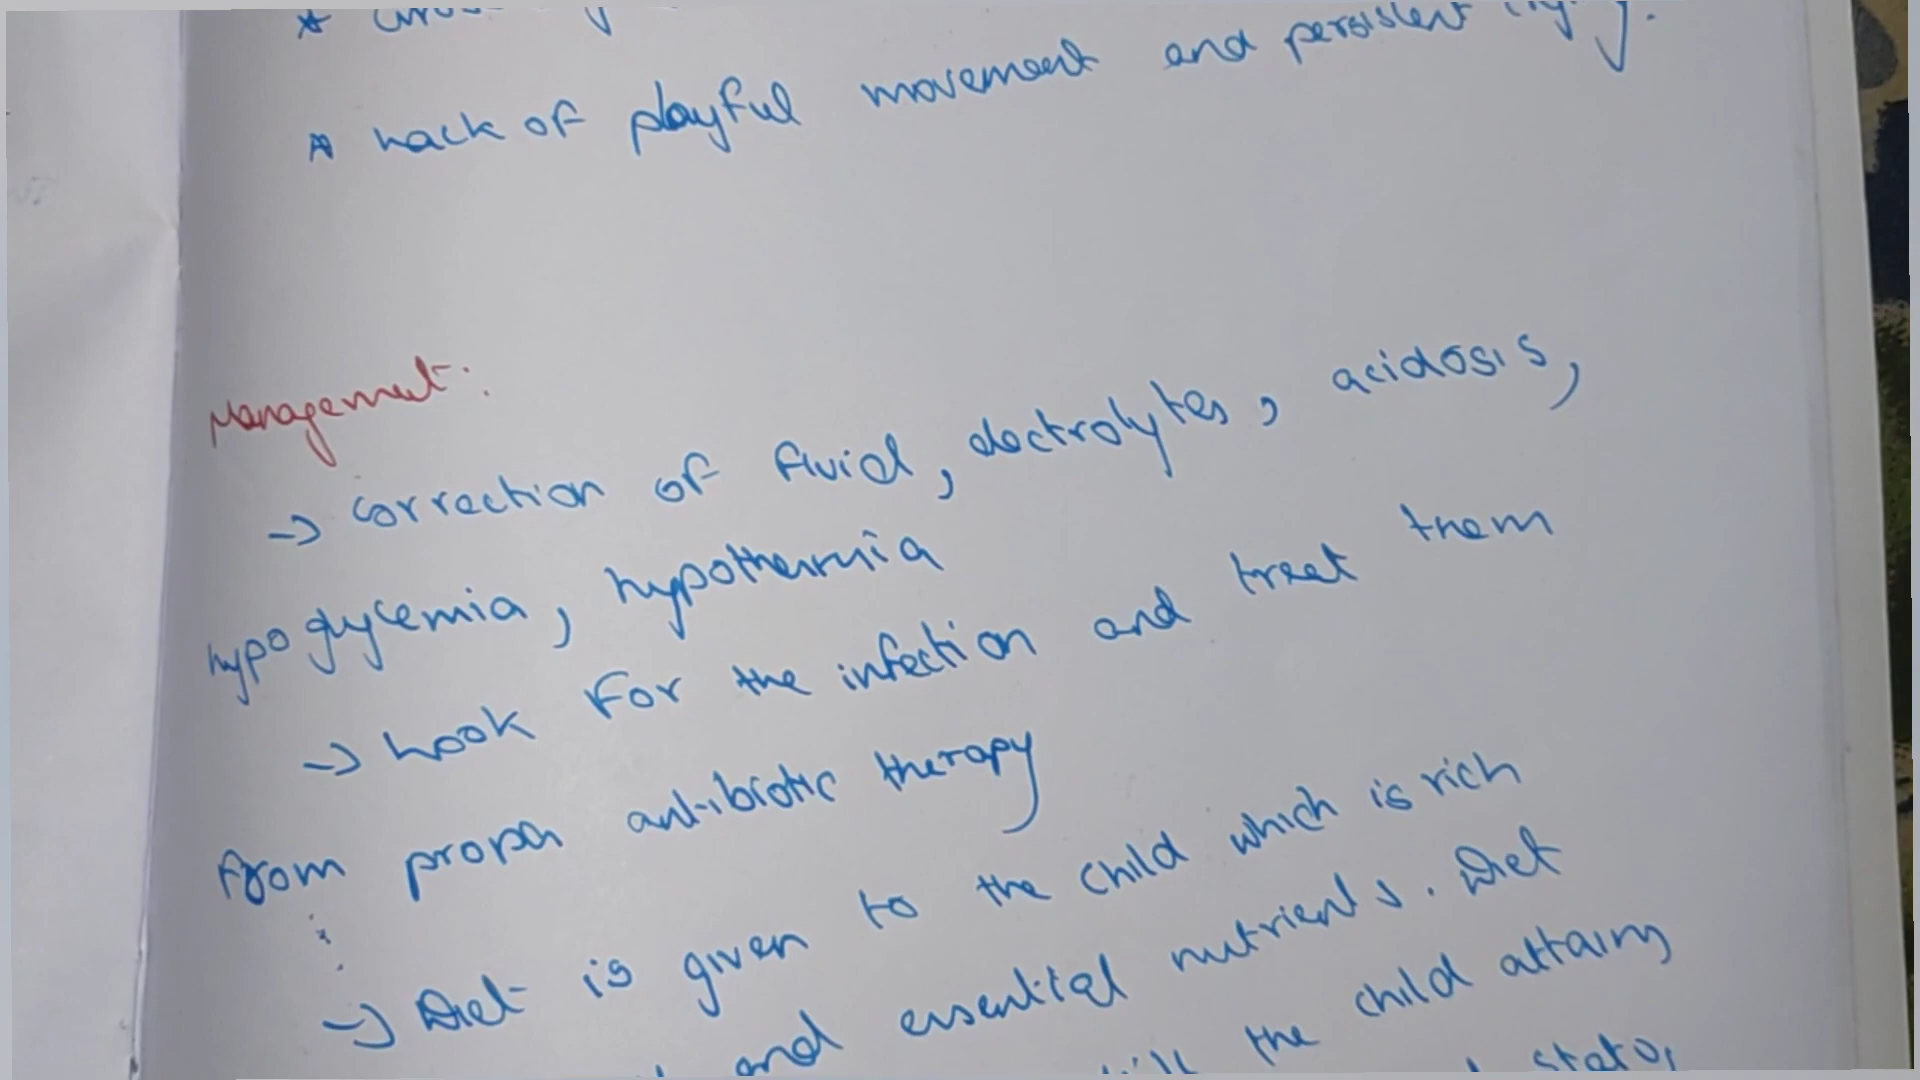 * Lack of playful movement and persistent
Management:
→ correction of fluid, electrolytes, acidosis,
hypoglycemia, hypothermia
→ Look for the infection and treat them
from proper antibiotic therapy
→ Diet is given to the child which is rich
and essential nutrients. Diet
the child attains